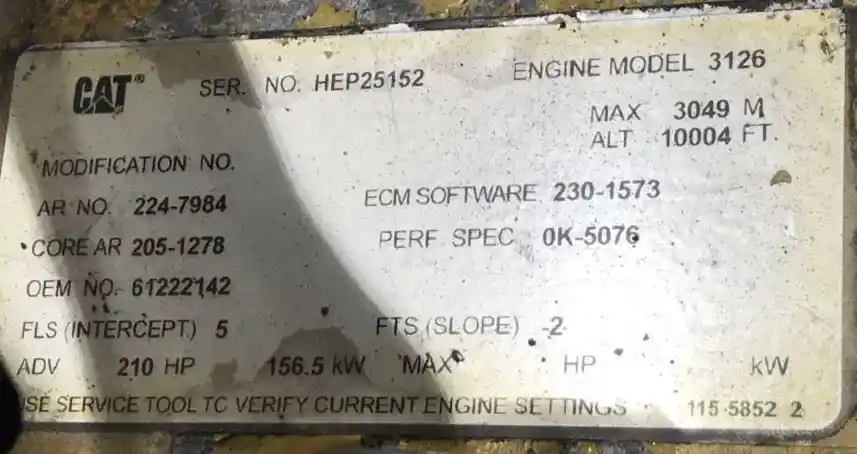 CAT® SER. NO. HEP25152 ENGINE MODEL 3126
MAX 3049 M
ALT 10004 FT.
MODIFICATION NO.
AR NO. 224-7984 ECM SOFTWARE 230-1573
CORE AR 205-1278 PERF SPEC 0K-5076
OEM NO. 61222142
FLS (INTERCEPT) 5 FTS (SLOPE) -2
ADV 210 HP 156.5 kW MAX HP kW
USE SERVICE TOOL TO VERIFY CURRENT ENGINE SETTINGS 115-5852 2